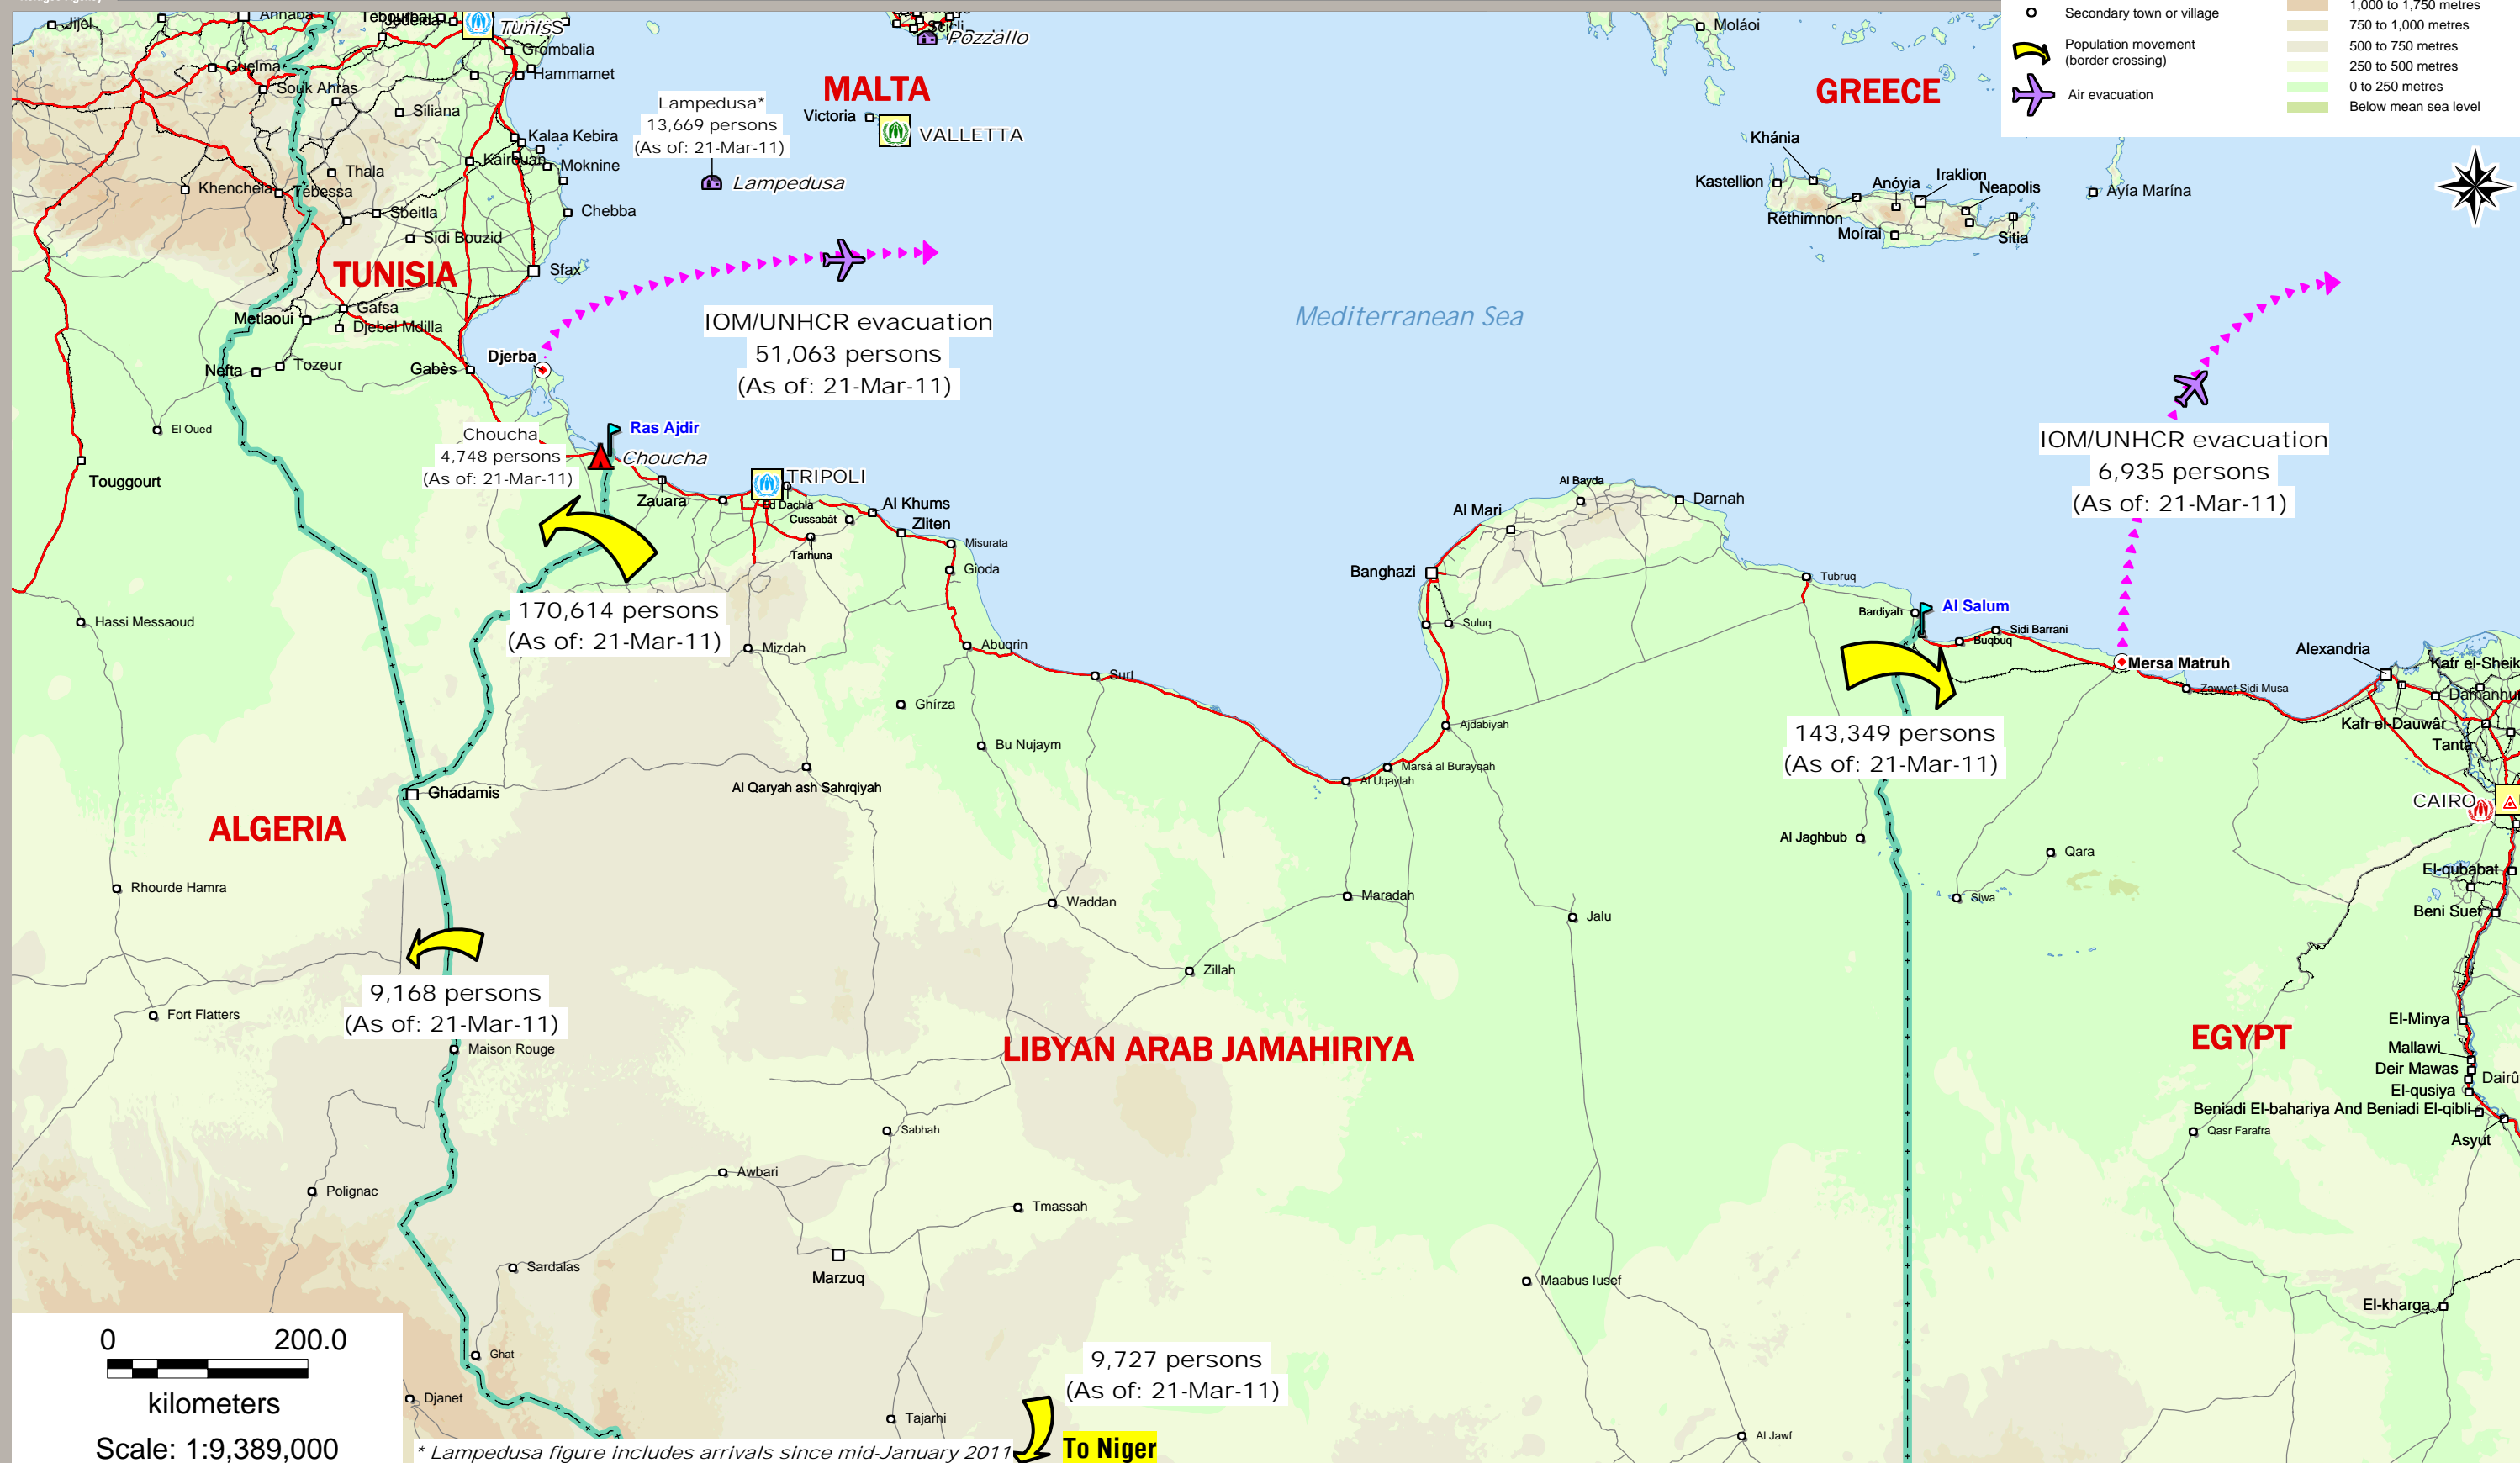 Secondary town or village
Population movement
(border crossing)
Air evacuation
1,000 to 1,750 metres
750 to 1,000 metres
500 to 750 metres
250 to 500 metres
0 to 250 metres
Below mean sea level
Jijel
Annaba
Tunis
Grombalia
Hammamet
Guelma
Souk Ahras
Siliana
Kalaa Kebira
Kairouan
Moknine
Thala
Khenchela
Tébessa
Sbeitla
Chebba
Sidi Bouzid
TUNISIA
Sfax
Gafsa
Metlaoui
Djebel Mdilla
Tozeur
Nefta
Gabès
Djerba
El Oued
Touggourt
Pozzallo
MALTA
Victoria
VALLETTA
Lampedusa*
13,669 persons
(As of: 21-Mar-11)
Lampedusa
IOM/UNHCR evacuation
51,063 persons
(As of: 21-Mar-11)
Moláoi
GREECE
Khánia
Kastellion
Anóyia
Iraklion
Neapolis
Réthimnon
Moírai
Sitia
Ayía Marína
Mediterranean Sea
IOM/UNHCR evacuation
6,935 persons
(As of: 21-Mar-11)
Choucha
4,748 persons
(As of: 21-Mar-11)
Ras Ajdir
Choucha
TRIPOLI
Zauara
Ed Dachla
Cussabàt
Al Khums
Zliten
Tarhuna
Misurata
Gioda
170,614 persons
(As of: 21-Mar-11)
Mizdah
Abuqrin
Surt
Ghírza
Bu Nujaym
Al Qaryah ash Sahrqiyah
Hassi Messaoud
Ghadamis
ALGERIA
Rhourde Hamra
Al Bayda
Darnah
Al Mari
Banghazi
Suluq
Tubruq
Bardiyah
Al Salum
Buqbuq
Sidi Barrani
Mersa Matruh
Zawyet Sidi Musa
Alexandria
Kafr el-Sheik
Damanhur
Kafr el-Dauwâr
Tanta
143,349 persons
(As of: 21-Mar-11)
Ajdabiyah
Marsá al Burayqah
Al Uqaylah
Al Jaghbub
Qara
Siwa
CAIRO
El-qubabat
Beni Suef
Waddan
Maradah
Jalu
Zillah
9,168 persons
(As of: 21-Mar-11)
Fort Flatters
Maison Rouge
LIBYAN ARAB JAMAHIRIYA
EGYPT
El-Minya
Mallawi
Deir Mawas
Dairû
El-qusiya
Beniadi El-bahariya And Beniadi El-qibli
Qasr Farafra
Asyut
Sabhah
Awbari
Polignac
Tmassah
Sardalas
Marzuq
Maabus Iusef
El-kharga
Ghat
Djanet
Tajarhi
Al Jawf
9,727 persons
(As of: 21-Mar-11)
To Niger
0 200.0
kilometers
Scale: 1:9,389,000
* Lampedusa figure includes arrivals since mid-January 2011